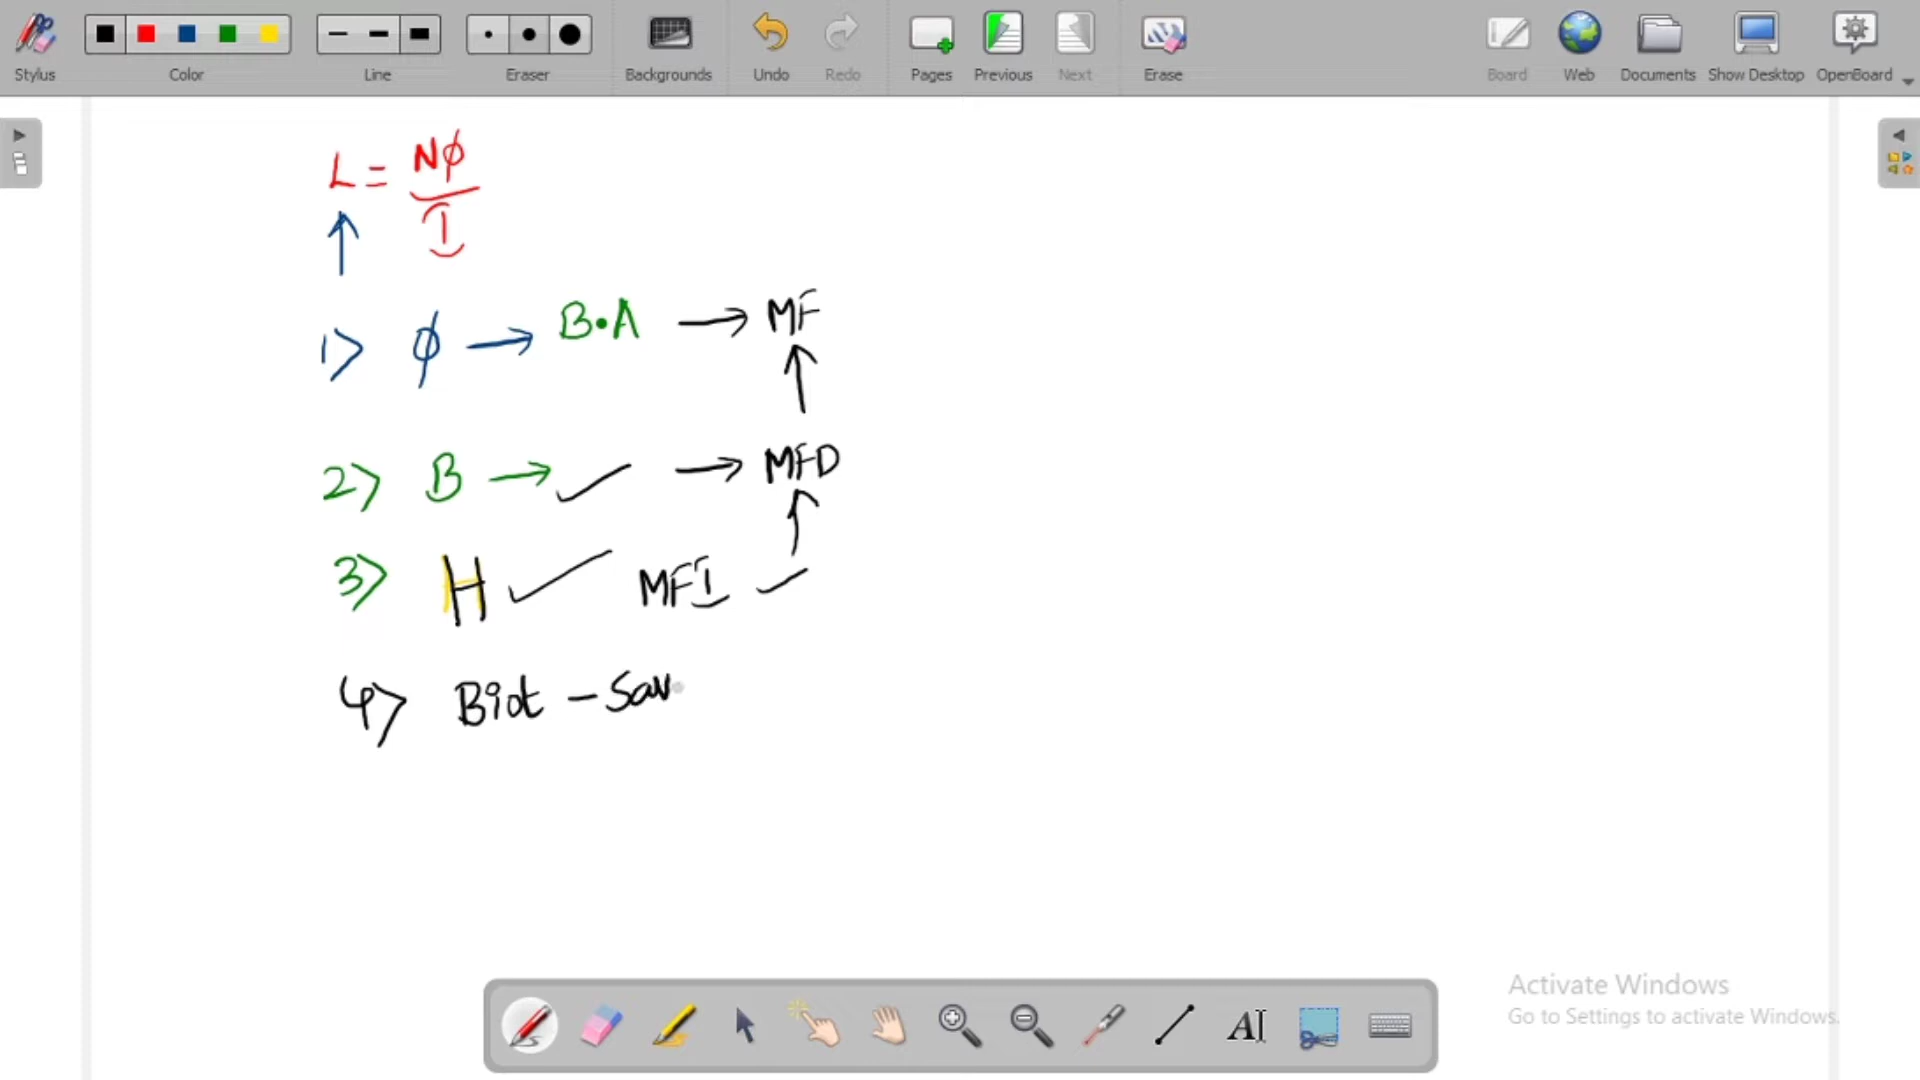 Stylus Color Line Eraser Backgrounds Undo Redo Pages Previous Next Erase Board Web Documents Show Desktop OpenBoard
L = Nφ
I
1) φ → B·A → MF
2) B → ✓ → MFD
3) H ✓ MFI ✓
4) Biot - Sav
Activate Windows
Go to Settings to activate Windows.
AI